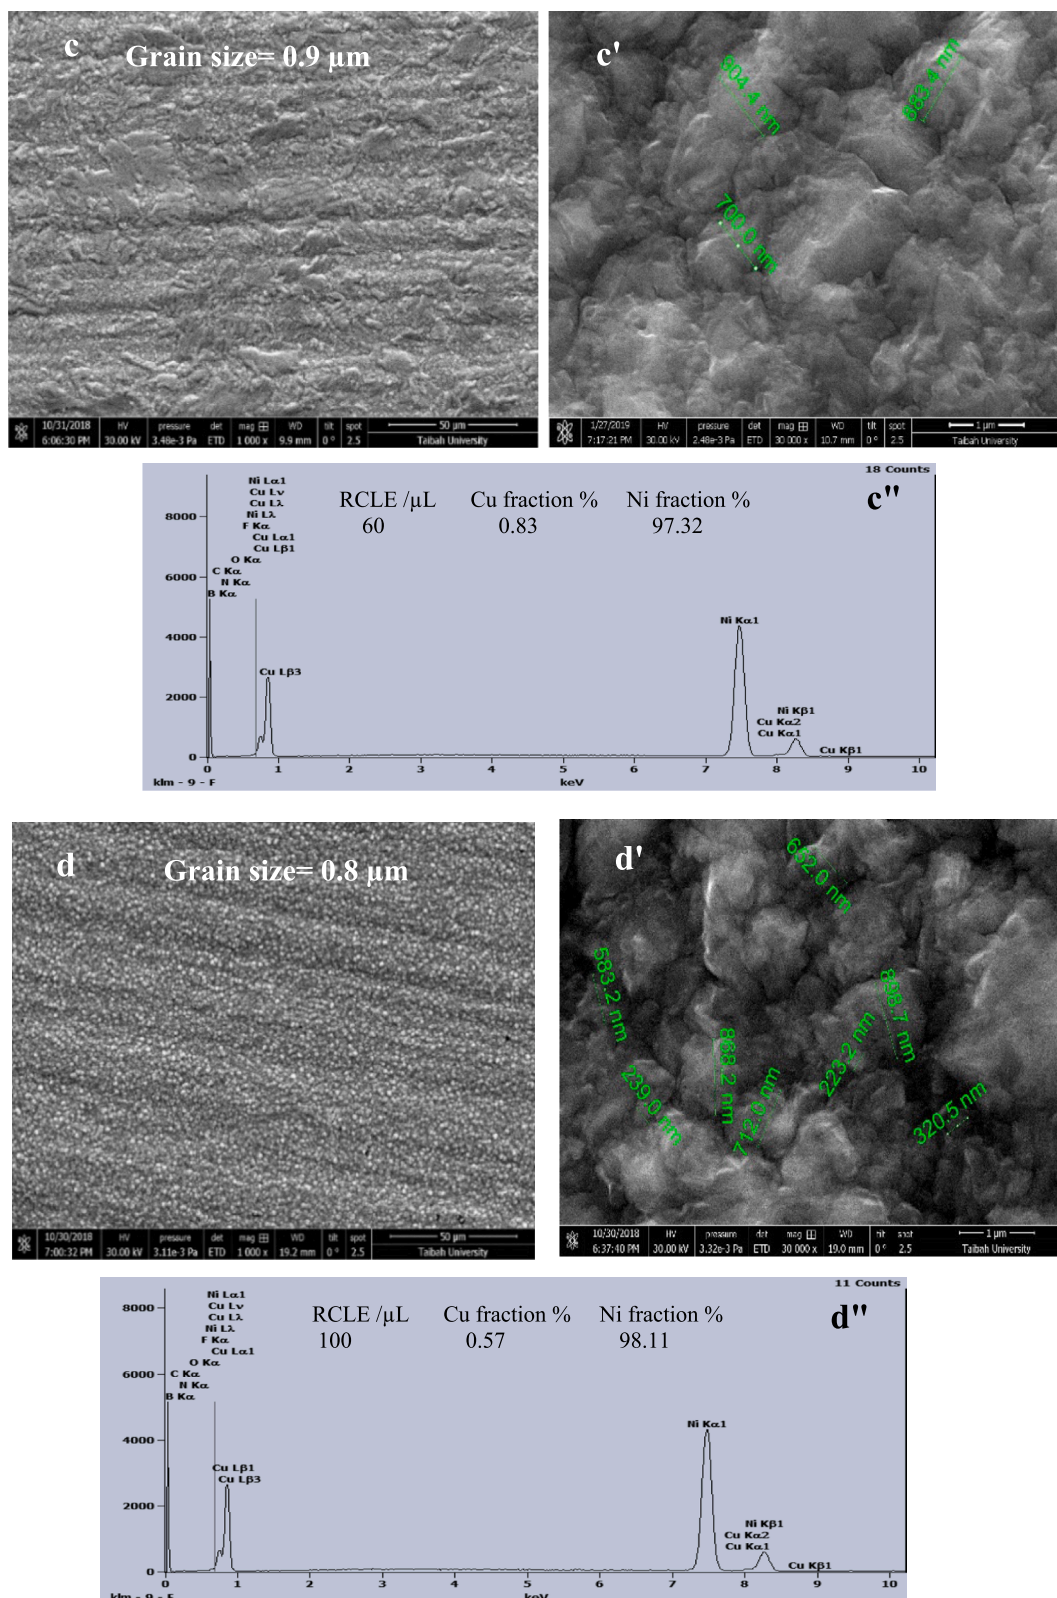 c
Grain size= 0.9 µm
10/31/2018 HV pressure det mag WD tilt spot 50 µm
6:06:30 PM 30.00 kV 3.48e-3 Pa ETD 1 000 x 9.9 mm 0 ° 2.5 Taibah University
c'
904.4 nm
683.4 nm
700.0 nm
1/27/2019 HV pressure det mag WD tilt spot 1 µm
7:17:21 PM 30.00 kV 2.48e-3 Pa ETD 30 000 x 10.7 mm 0 ° 2.5 Taibah University
18 Counts
c"
RCLE /µL Cu fraction % Ni fraction %
60 0.83 97.32
Ni Lα1
Cu Lν
Cu Lλ
Ni Lλ
F Kα
Cu Lα1
Cu Lβ1
O Kα
C Kα
N Kα
B Kα
8000
6000
4000
2000
0
Cu Lβ3
Ni Kα1
Ni Kβ1
Cu Kα2
Cu Kα1
Cu Kβ1
0 1 2 3 4 5 6 7 8 9 10
klm - 9 - F keV
d
Grain size= 0.8 µm
10/30/2018 HV pressure det mag WD tilt spot 50 µm
7:00:32 PM 30.00 kV 3.11e-3 Pa ETD 1 000 x 19.2 mm 0 ° 2.5 Taibah University
d'
662.0 nm
583.2 nm
898.7 nm
868.2 nm
223.2 nm
239.0 nm
712.0 nm
320.5 nm
10/30/2018 HV pressure det mag WD tilt spot 1 µm
6:37:40 PM 30.00 kV 3.32e-3 Pa ETD 30 000 x 19.0 mm 0 ° 2.5 Taibah University
11 Counts
d"
RCLE /µL Cu fraction % Ni fraction %
100 0.57 98.11
Ni Lα1
Cu Lν
Cu Lλ
Ni Lλ
F Kα
Cu Lα1
O Kα
C Kα
N Kα
B Kα
8000
6000
4000
2000
0
Cu Lβ1
Cu Lβ3
Ni Kα1
Ni Kβ1
Cu Kα2
Cu Kα1
Cu Kβ1
0 1 2 3 4 5 6 7 8 9 10
klm - 9 - F keV